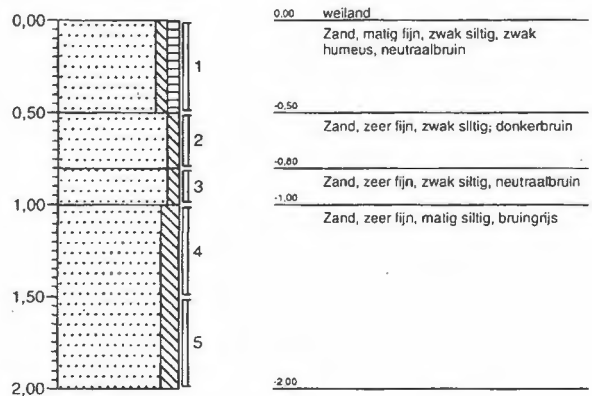 0,00
0,50
1,00
1,50
2,00
1
2
3
4
5
0,00 weiland
Zand, matig fijn, zwak siltig, zwak
humeus, neutraalbruin
-0,50
Zand, zeer fijn, zwak siltig, donkerbruin
-0,80
Zand, zeer fijn, zwak siltig, neutraalbruin
-1,00
Zand, zeer fijn, matig siltig, bruingrijs
-2,00